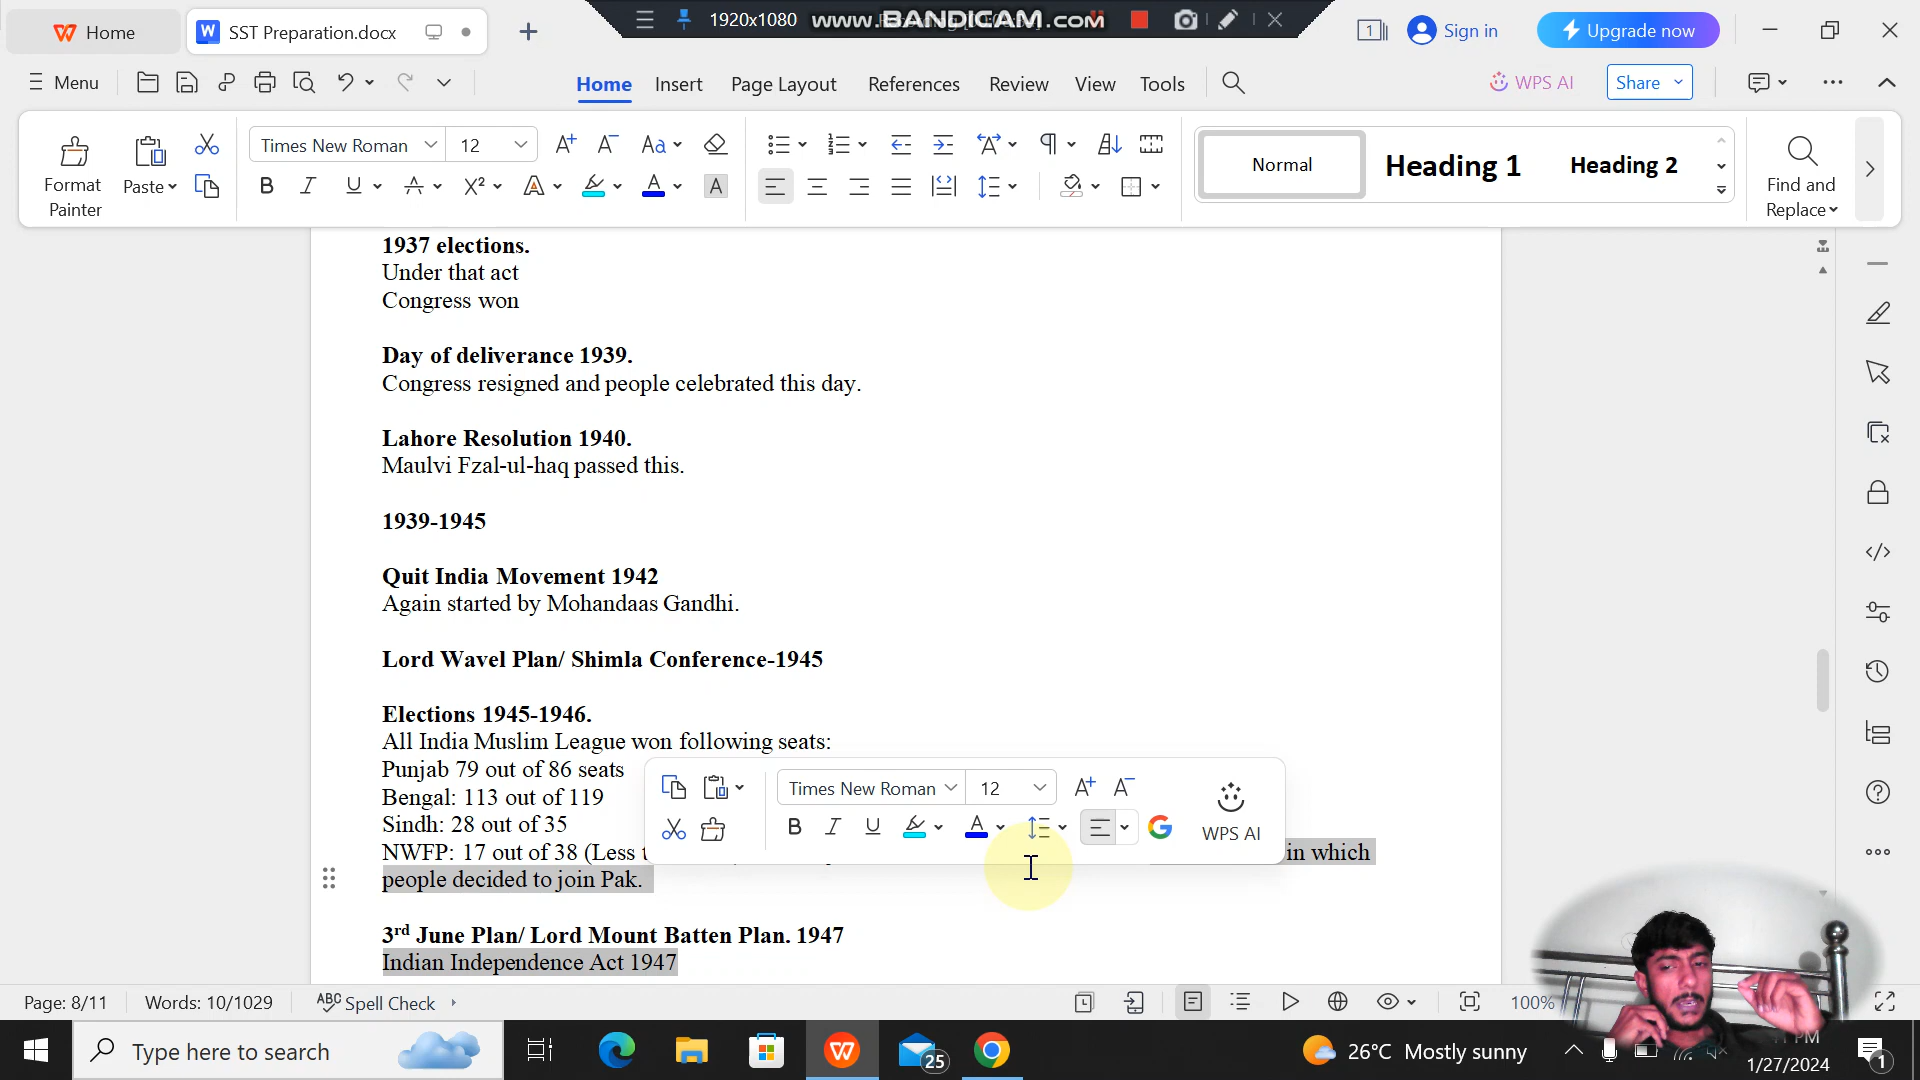 Home
SST Preparation.docx
1920x1080
www.BANDICAM.com
1
Sign in
Upgrade now
Menu
Home
Insert
Page Layout
References
Review
View
Tools
WPS AI
Share
Format
Painter
Paste
Times New Roman
12
Normal
Heading 1
Heading 2
Find and
Replace
1937 elections.
Under that act
Congress won
Day of deliverance 1939.
Congress resigned and people celebrated this day.
Lahore Resolution 1940.
Maulvi Fzal-ul-haq passed this.
1939-1945
Quit India Movement 1942
Again started by Mohandaas Gandhi.
Lord Wavel Plan/ Shimla Conference-1945
Elections 1945-1946.
All India Muslim League won following seats:
Punjab 79 out of 86 seats
Bengal: 113 out of 119
Sindh: 28 out of 35
NWFP: 17 out of 38 (Less in which
people decided to join Pak.
Times New Roman
12
WPS AI
3rd June Plan/ Lord Mount Batten Plan. 1947
Indian Independence Act 1947
Page: 8/11
Words: 10/1029
Spell Check
100%
Type here to search
25
26°C Mostly sunny
PM
1/27/2024
1